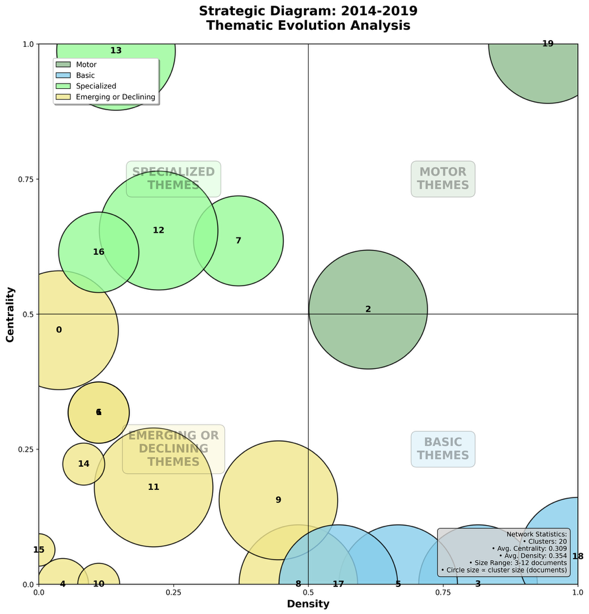 Strategic Diagram: 2014-2019
Thematic Evolution Analysis
1.0
0.75
0.5
0.25
0.0
0.0
0.25
0.5
0.75
1.0
Centrality
Density
Motor
Basic
Specialized
Emerging or Declining
SPECIALIZED
THEMES
MOTOR
THEMES
EMERGING OR
DECLINING
THEMES
BASIC
THEMES
13
19
12
7
16
2
0
14
11
9
15
4
10
8
17
5
3
18
Network Statistics:
• Clusters: 20
• Avg. Centrality: 0.309
• Avg. Density: 0.354
• Size Range: 3-12 documents
• Circle size = cluster size (documents)